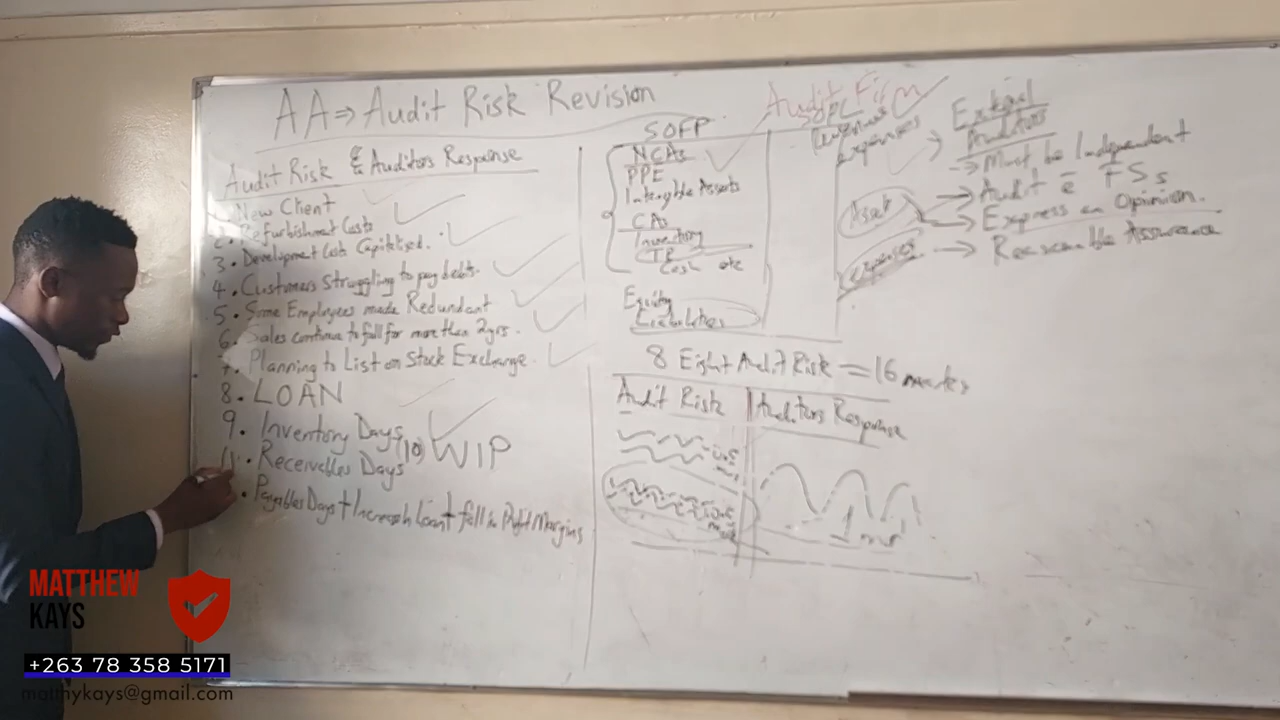 AA ⇒ Audit Risk Revision
Audit Risk & Auditors Response
New Client
2. Refurbishment Costs
3. Development Costs Capitalised.
4. Customers Struggling to pay debts.
5. Some Employees made Redundant
6. Sales continue to fall for more than 2yrs.
7. Planning to List on Stock Exchange
8. LOAN
9. Inventory Days
(10) WIP
11. Receivables Days
. Payables Days + Increase in Loan + fall in Profit Margins
SOFP
NCAs
PPE
Intangible Assets
CAs
Inventory
TR
Cash etc
Equity
Liabilities
Audit Firm
SOPL
expenses
Assets
expenses
External
Auditors
→ Must be Independent
→ Audit e FSs
→ Express an Opinion.
→ Reasonable Assurance
8 Eight Audit Risk = 16 marks
Audit Risk
Auditors Response
1 mrk
MATTHEW
KAYS
+263 78 358 5171
matthykays@gmail.com